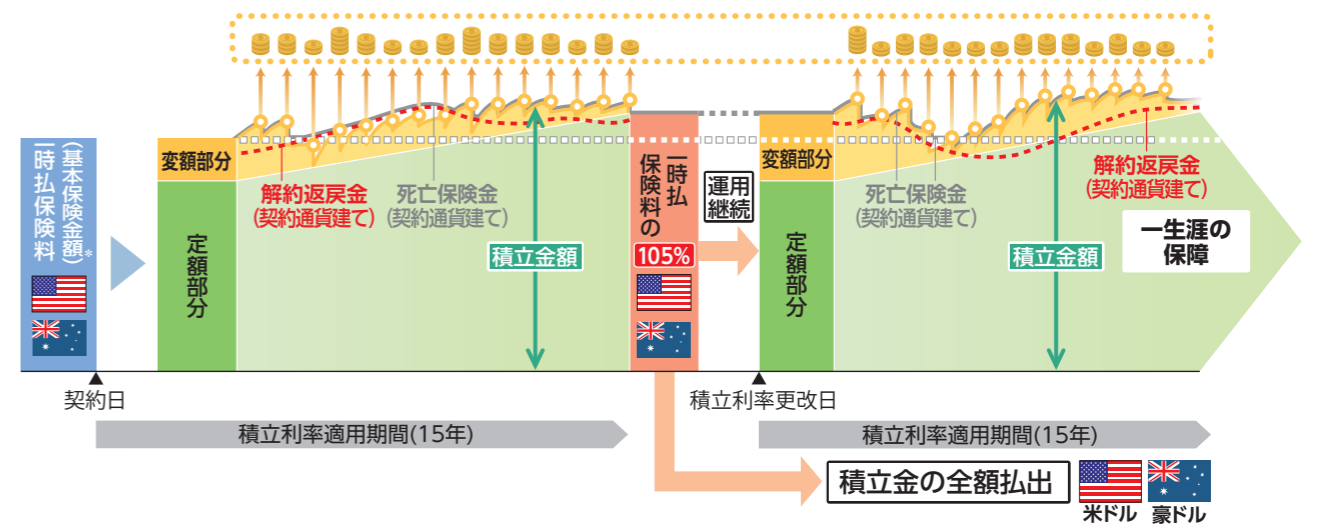 一時払保険料
(基本保険金額)*
変額部分
定額部分
解約返戻金
(契約通貨建て)
死亡保険金
(契約通貨建て)
積立金額
一時払
保険料の
105%
運用
継続
変額部分
定額部分
死亡保険金
(契約通貨建て)
積立金額
解約返戻金
(契約通貨建て)
一生涯の
保障
契約日
積立利率更改日
積立利率適用期間(15年)
積立利率適用期間(15年)
積立金の全額払出
米ドル
豪ドル